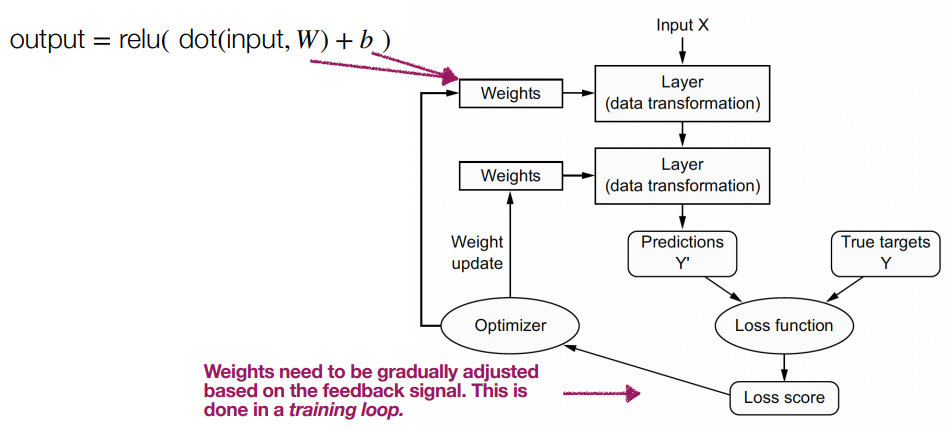 output = relu( dot(input, W) + b )
Input X
Weights
Layer
(data transformation)
Weights
Layer
(data transformation)
Weight
update
Predictions
Y'
True targets
Y
Optimizer
Loss function
Weights need to be gradually adjusted
based on the feedback signal. This is
done in a training loop.
Loss score